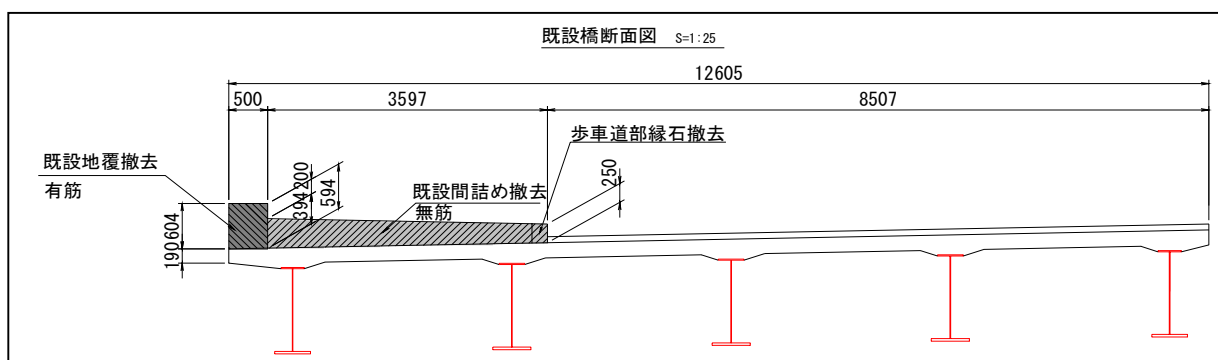 既設橋断面図 S=1:25
12605
500 3597 8507
歩車道部縁石撤去
既設地覆撤去
有筋
200
594
394
既設間詰め撤去
無筋
250
604
190